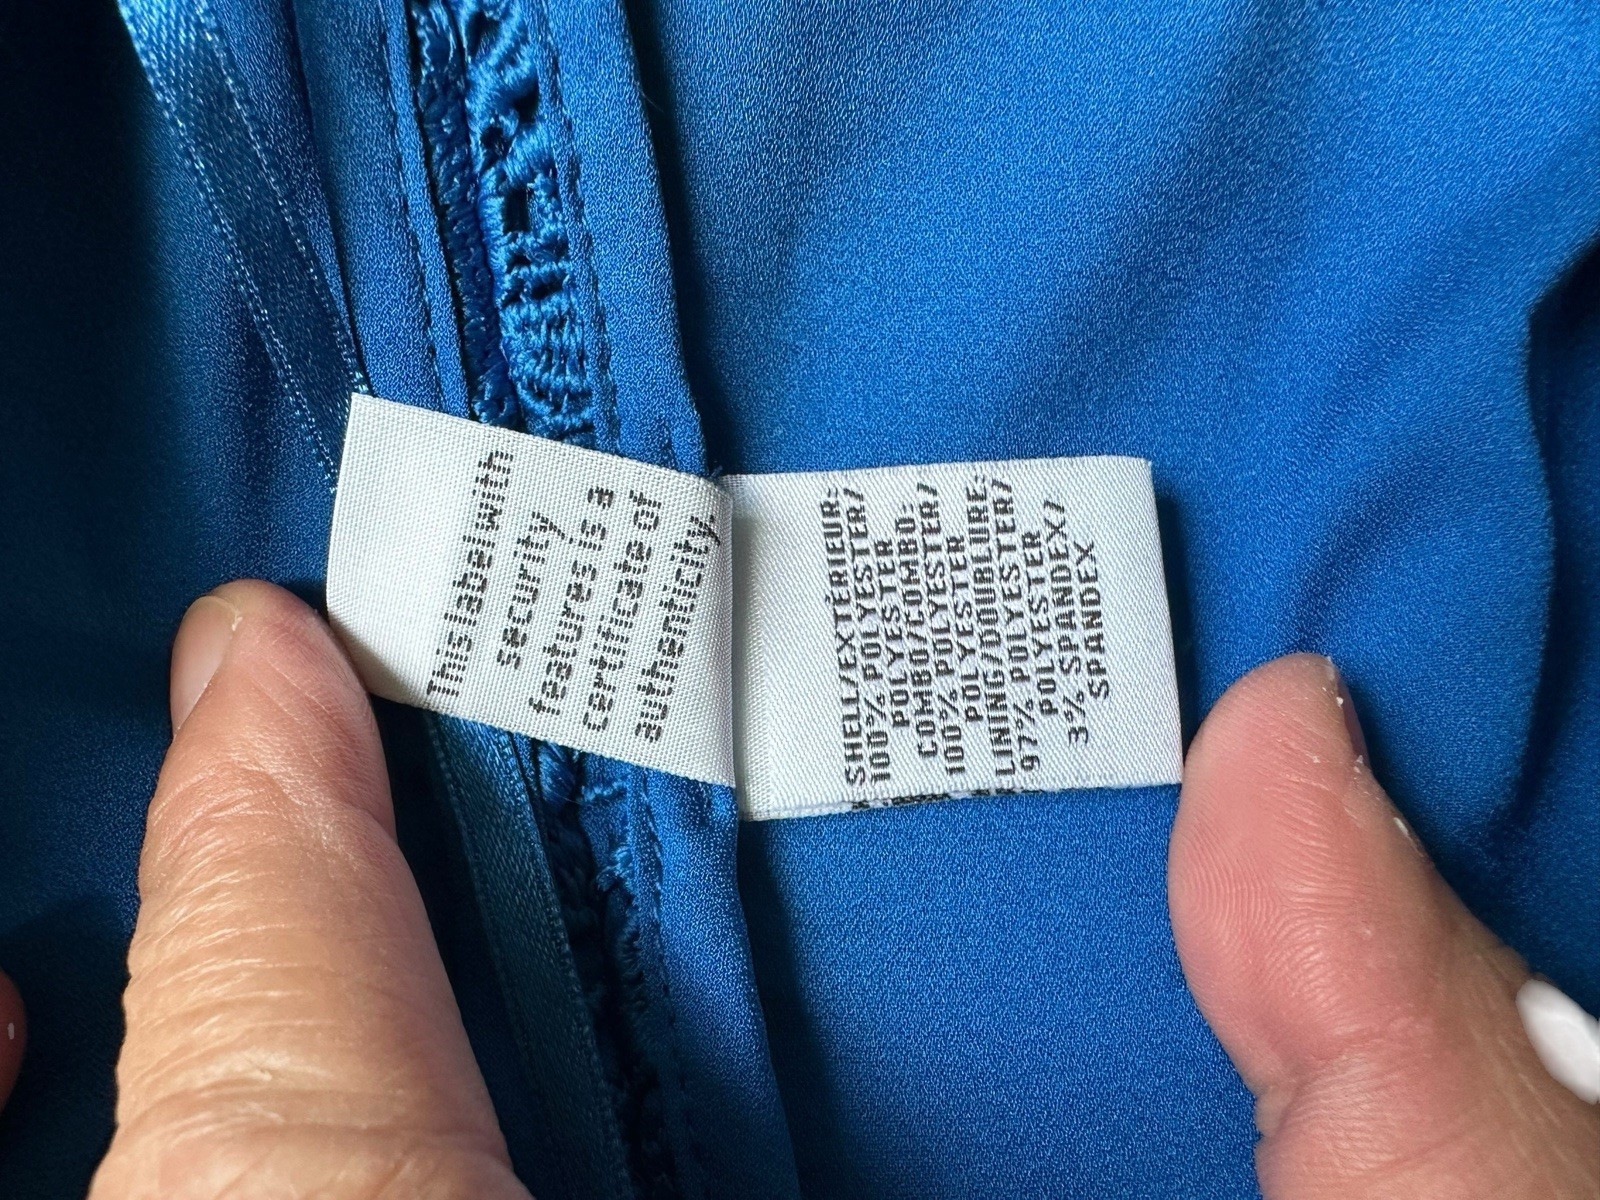 This label with
security
features is a
certificate of
authenticity.
SHELL/EXTÉRIEUR:
100% POLYESTER/
POLYESTER
COMBO/COMBO:
100% POLYESTER/
POLYESTER
LINING/DOUBLURE:
97% POLYESTER/
POLYESTER
3% SPANDEX/
SPANDEX